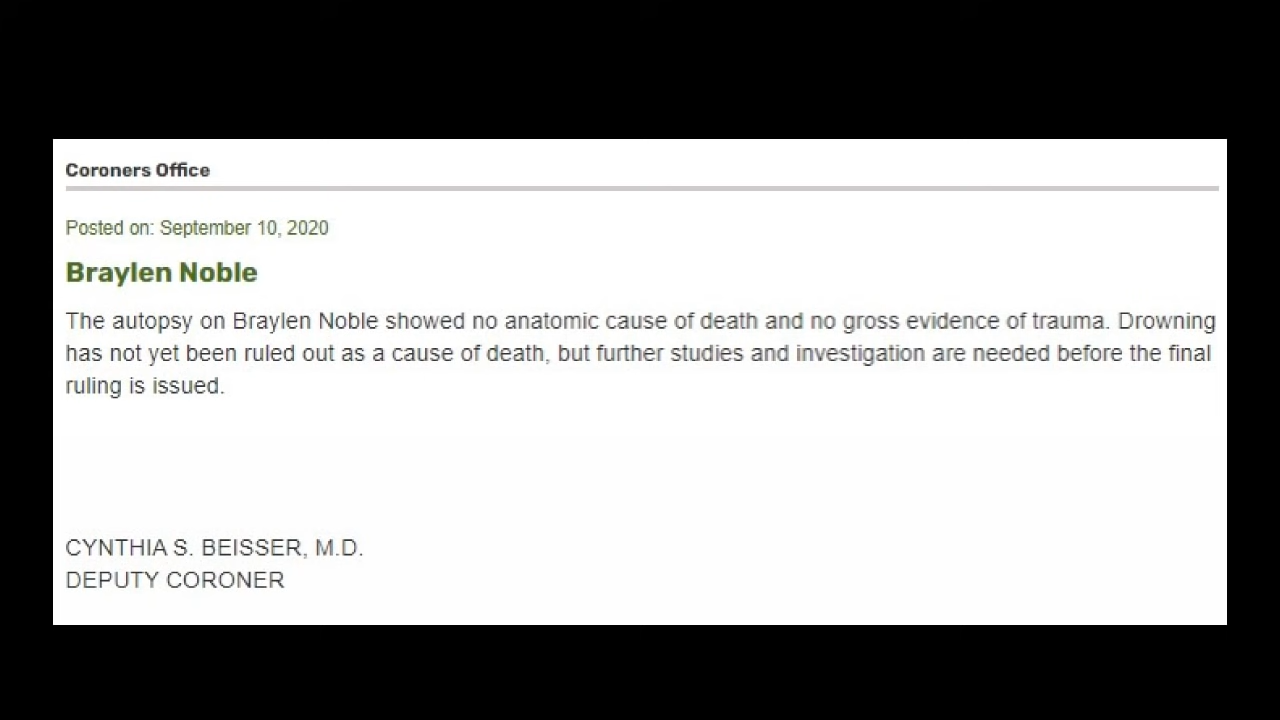 Coroners Office
Posted on: September 10, 2020
Braylen Noble
The autopsy on Braylen Noble showed no anatomic cause of death and no gross evidence of trauma. Drowning
has not yet been ruled out as a cause of death, but further studies and investigation are needed before the final
ruling is issued.
CYNTHIA S. BEISSER, M.D.
DEPUTY CORONER